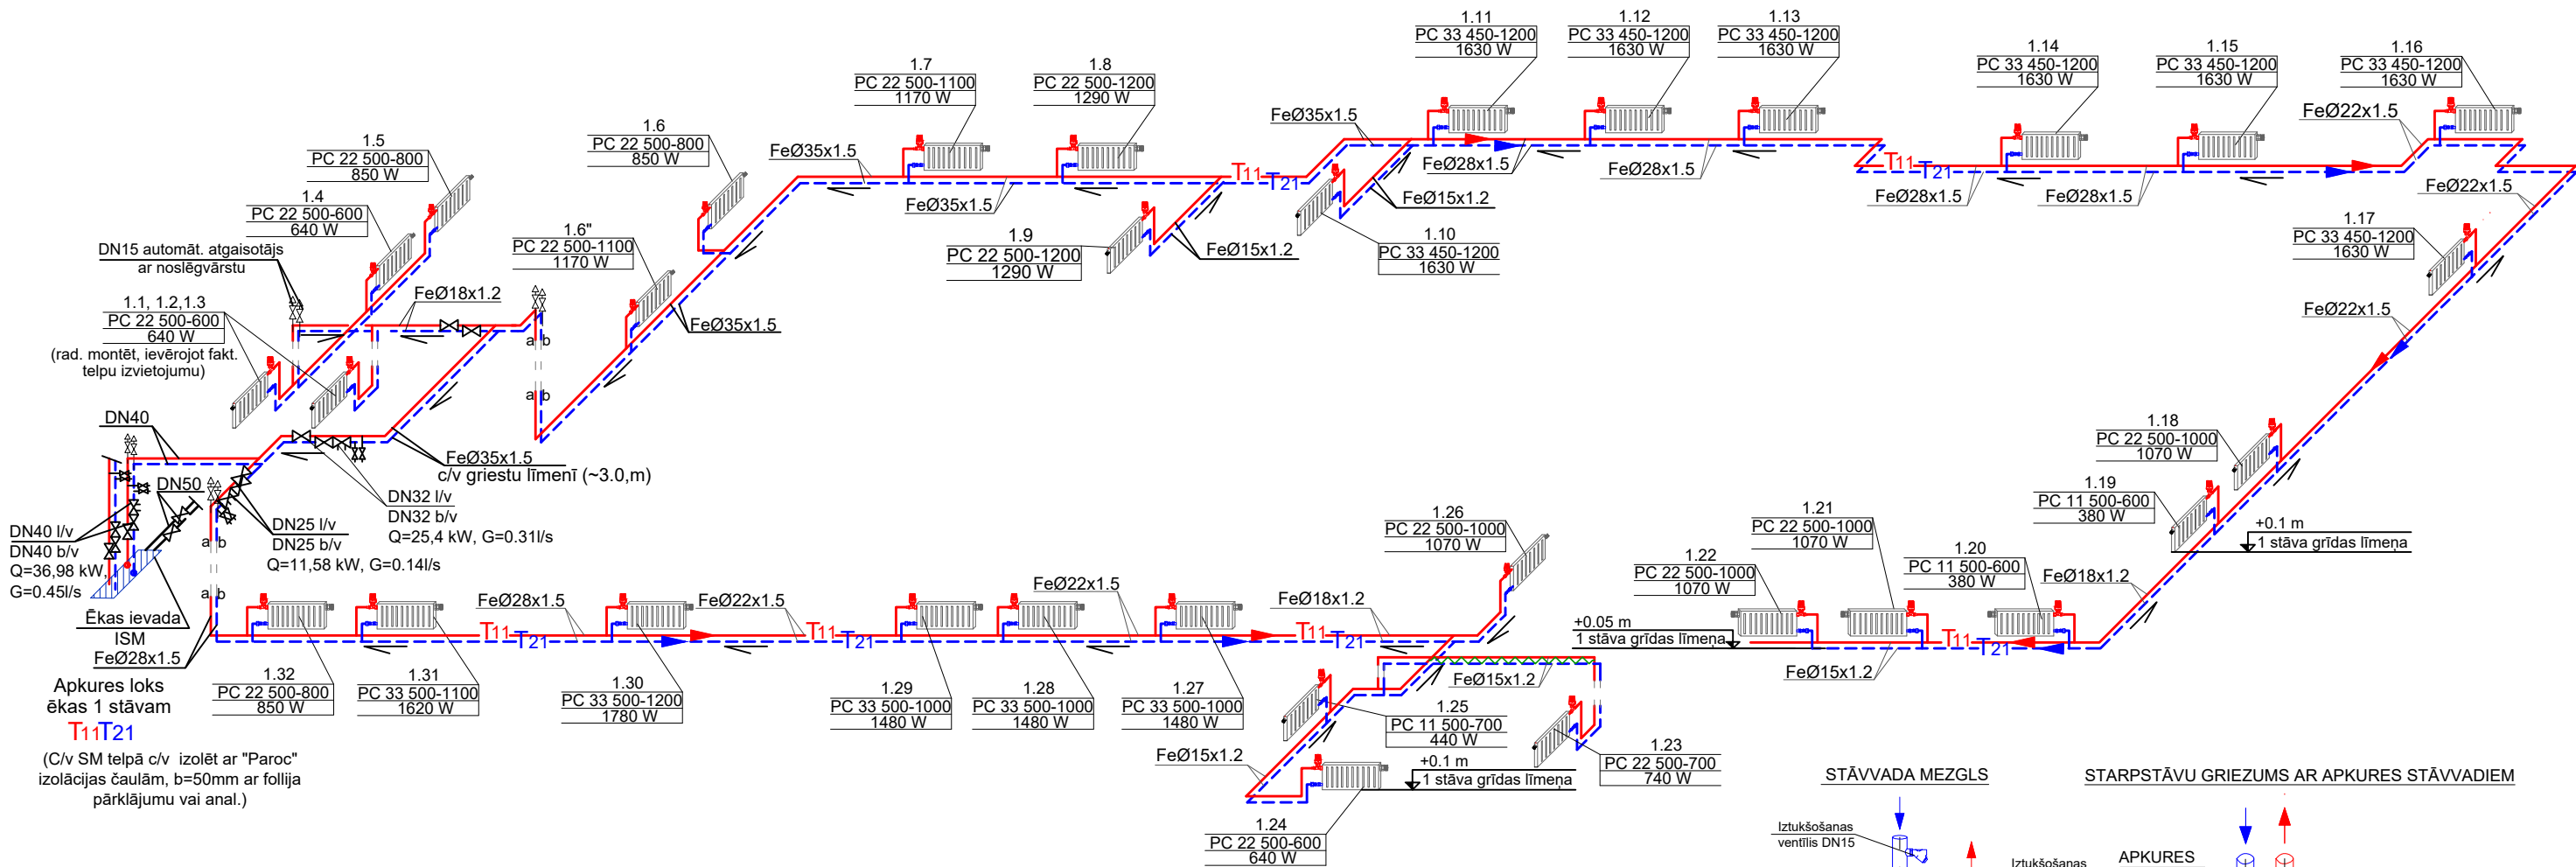 1.11
PC 33 450-1200
1630 W
1.12
PC 33 450-1200
1630 W
1.13
PC 33 450-1200
1630 W
1.14
PC 33 450-1200
1630 W
1.15
PC 33 450-1200
1630 W
1.16
PC 33 450-1200
1630 W
1.7
PC 22 500-1100
1170 W
1.8
PC 22 500-1200
1290 W
FeØ35x1.5
FeØ22x1.5
1.6
PC 22 500-800
850 W
1.5
PC 22 500-800
850 W
FeØ35x1.5
FeØ35x1.5
T11
T21
FeØ28x1.5
FeØ28x1.5
T11
T21
FeØ28x1.5
FeØ28x1.5
FeØ22x1.5
1.4
PC 22 500-600
640 W
1.6"
PC 22 500-1100
1170 W
1.9
PC 22 500-1200
1290 W
FeØ15x1.2
FeØ15x1.2
1.10
PC 33 450-1200
1630 W
1.17
PC 33 450-1200
1630 W
DN15 automāt. atgaisotājs
ar noslēgvārstu
FeØ18x1.2
1.1, 1.2,1.3
PC 22 500-600
640 W
(rad. montēt, ievērojot fakt.
telpu izvietojumu)
a b
a b
FeØ35x1.5
FeØ22x1.5
DN40
FeØ35x1.5
c/v griestu līmenī (~3.0,m)
DN50
DN32 l/v
DN32 b/v
Q=25,4 kW, G=0.31l/s
DN25 l/v
DN25 b/v
Q=11,58 kW, G=0.14l/s
DN40 l/v
DN40 b/v
Q=36,98 kW,
G=0.45l/s
a b
a b
Ēkas ievada
ISM
FeØ28x1.5
1.18
PC 22 500-1000
1070 W
1.19
PC 11 500-600
380 W
+0.1 m
1 stāva grīdas līmeņa
1.26
PC 22 500-1000
1070 W
1.22
PC 22 500-1000
1070 W
1.21
PC 22 500-1000
1070 W
1.20
PC 11 500-600
380 W
FeØ18x1.2
FeØ28x1.5
FeØ22x1.5
FeØ22x1.5
FeØ18x1.2
T11
T21
T11
T21
T11
T21
+0.05 m
1 stāva grīdas līmeņa
T11
T21
FeØ15x1.2
FeØ15x1.2
Apkures loks
ēkas 1 stāvam
T11T21
(C/v SM telpā c/v izolēt ar "Paroc"
izolācijas čaulām, b=50mm ar follija
pārklājumu vai anal.)
1.32
PC 22 500-800
850 W
1.31
PC 33 500-1100
1620 W
1.30
PC 33 500-1200
1780 W
1.29
PC 33 500-1000
1480 W
1.28
PC 33 500-1000
1480 W
1.27
PC 33 500-1000
1480 W
1.25
PC 11 500-700
440 W
1.23
PC 22 500-700
740 W
FeØ15x1.2
+0.1 m
1 stāva grīdas līmeņa
1.24
PC 22 500-600
640 W
STĀVVADA MEZGLS
STARPSTĀVU GRIEZUMS AR APKURES STĀVVADIEM
Iztukšošanas
ventīlis DN15
Iztukšošanas
APKURES